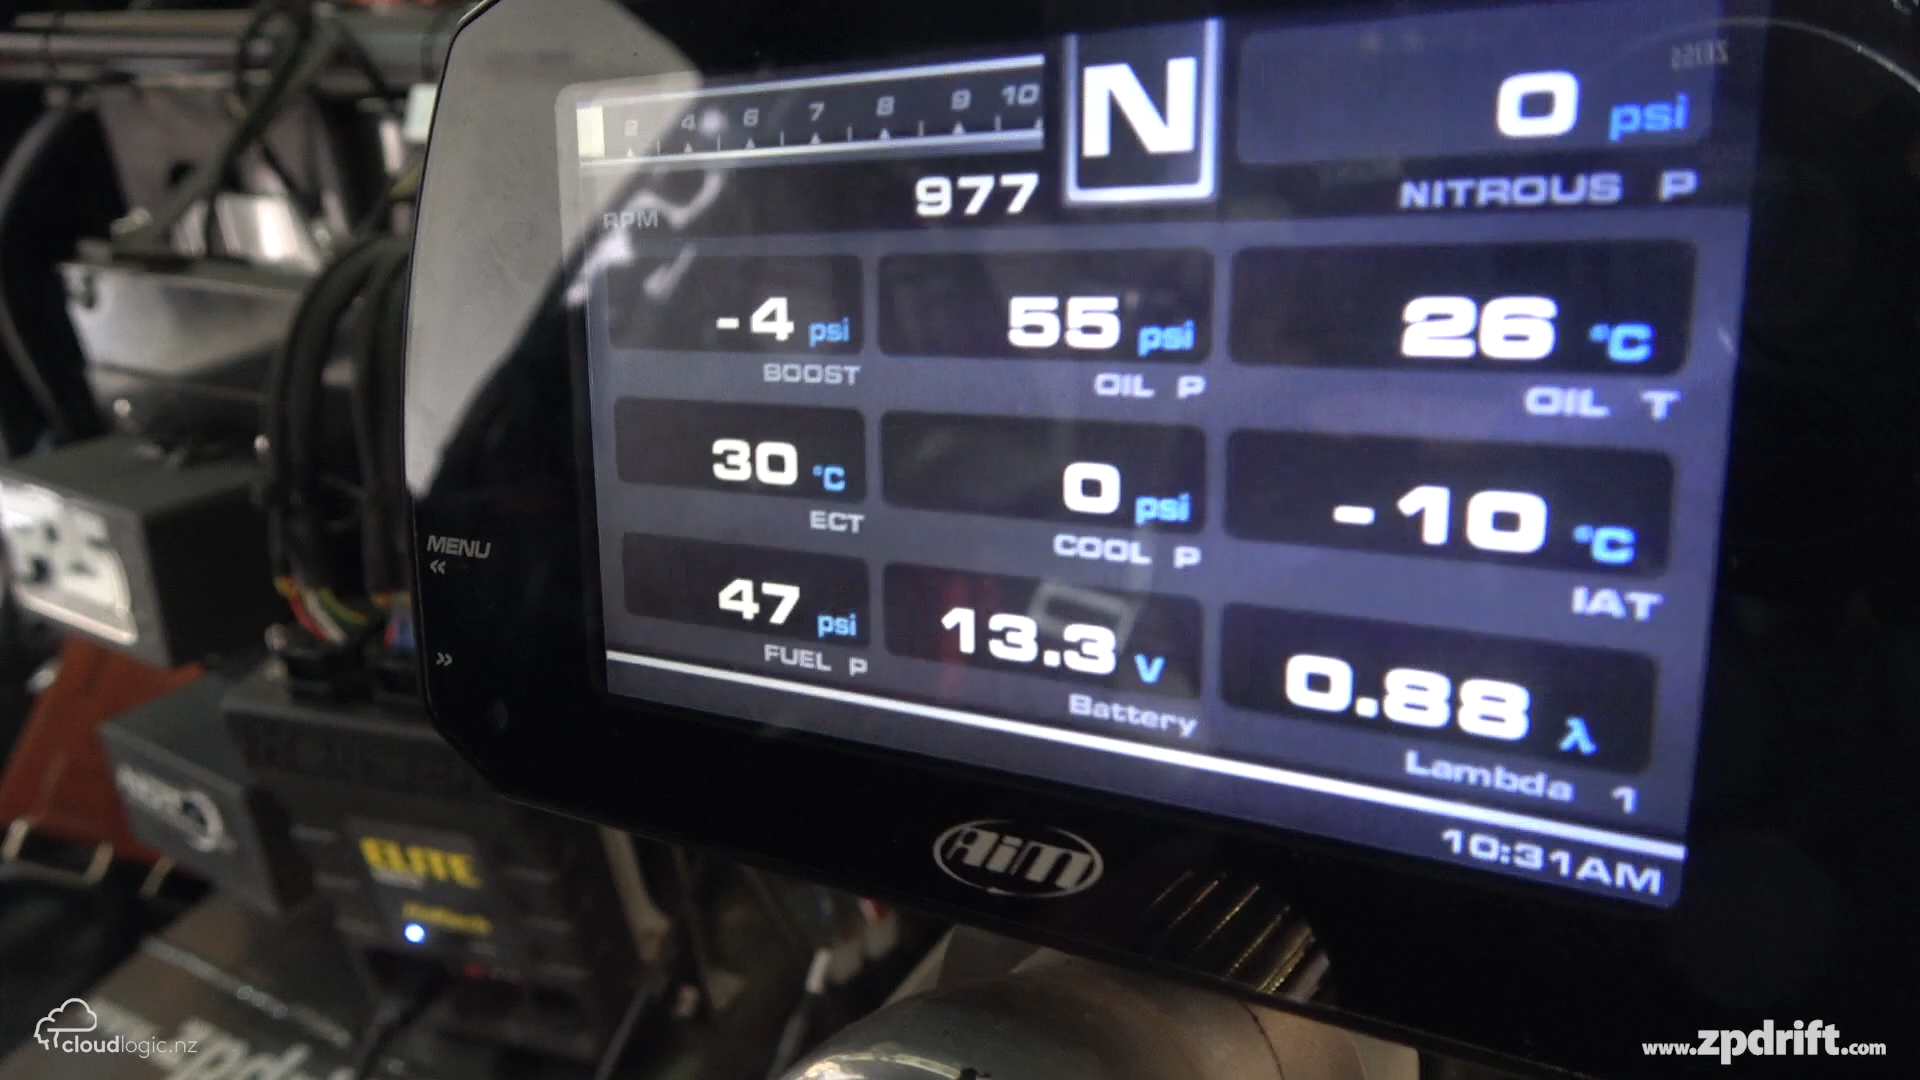 2 4 6 7 8 9 10
N
0 psi
NITROUS P
977
RPM
-4 psi
BOOST
55 psi
OIL P
26 °C
OIL T
30 °C
ECT
0 psi
COOL P
-10 °C
IAT
47 psi
FUEL P
13.3 V
Battery
0.88 λ
Lambda 1
10:31AM
MENU
«
»
AiM
ZEISS
ELITE
cloudlogic.nz
www.zpdrift.com